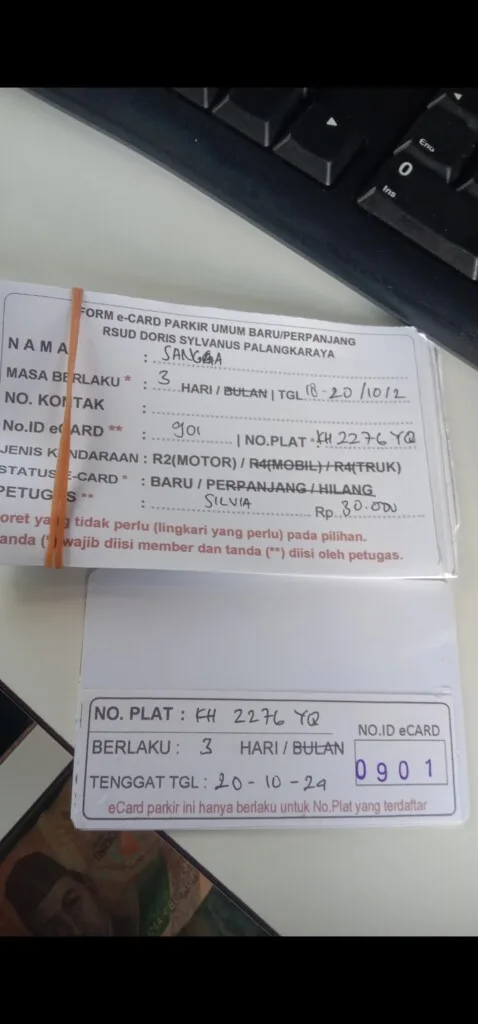 Enq
0
Ins
FORM e-CARD PARKIR UMUM BARU/PERPANJANG
RSUD DORIS SYLVANUS PALANGKARAYA
NAMA : SANGGA
MASA BERLAKU * : 3 HARI / BULAN | TGL 18-20/10/2
NO. KONTAK :
No.ID eCARD ** : 901 | NO.PLAT * : KH 2276 YQ
JENIS KENDARAAN : R2(MOTOR) / R4(MOBIL) / R4(TRUK)
STATUS E-CARD * : BARU / PERPANJANG / HILANG
PETUGAS ** : SILVIA Rp 30.000
oret yang tidak perlu (lingkari yang perlu) pada pilihan.
anda (*) wajib diisi member dan tanda (**) diisi oleh petugas.
NO. PLAT : KH 2276 YQ
NO.ID eCARD
BERLAKU : 3 HARI / BULAN
0901
TENGGAT TGL : 20-10-24
eCard parkir ini hanya berlaku untuk No.Plat yang terdaftar